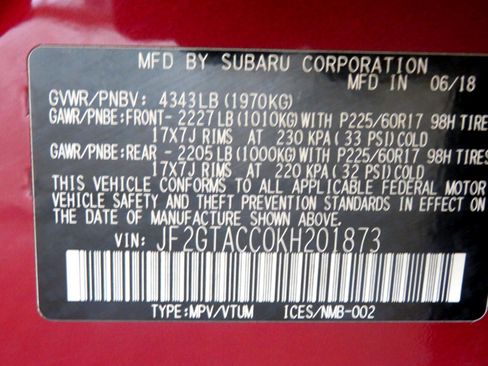 MFD BY SUBARU CORPORATION
MFD IN 06/18
GVWR/PNBV: 4343LB (1970KG)
GAWR/PNBE:FRONT- 2227 LB (1010KG) WITH P225/60R17 98H TIRES
17X7J RIMS AT 230 KPA (33 PSI) COLD
GAWR/PNBE:REAR - 2205 LB (1000KG) WITH P225/60R17 98H TIRES
17X7J RIMS AT 220 KPA (32 PSI) COLD
THIS VEHICLE CONFORMS TO ALL APPLICABLE FEDERAL MOTOR
VEHICLE SAFETY AND THEFT PREVENTION STANDARDS IN EFFECT
ON THE DATE OF MANUFACTURE SHOWN ABOVE.
VIN: JF2GTACC0KH201873
TYPE:MPV/VTUM ICES/NMB-002